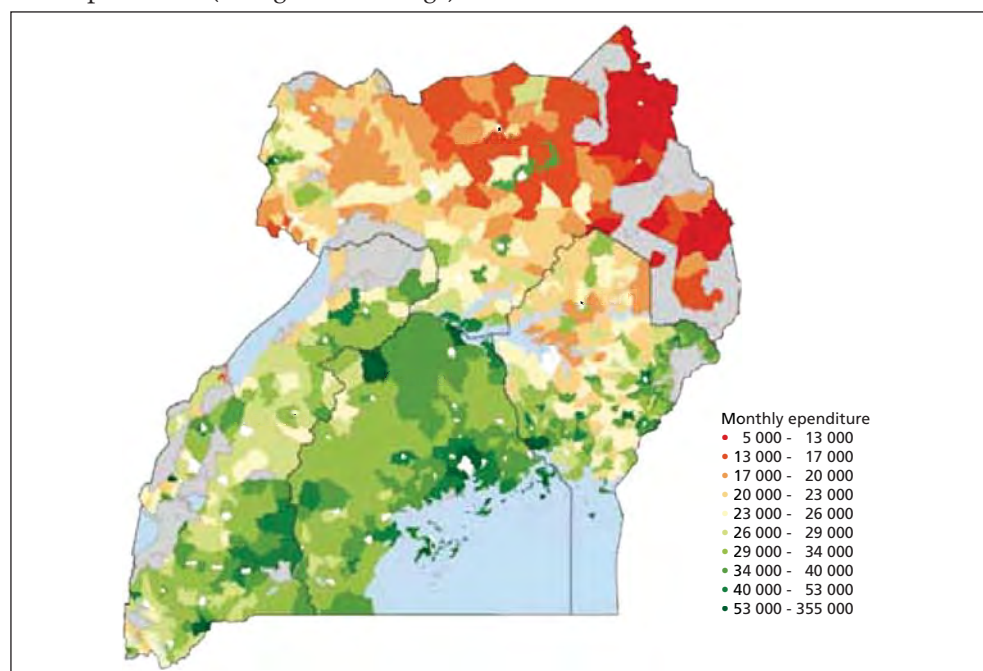 Monthly ependiture
5 000 - 13 000
13 000 - 17 000
17 000 - 20 000
20 000 - 23 000
23 000 - 26 000
26 000 - 29 000
29 000 - 34 000
34 000 - 40 000
40 000 - 53 000
53 000 - 355 000